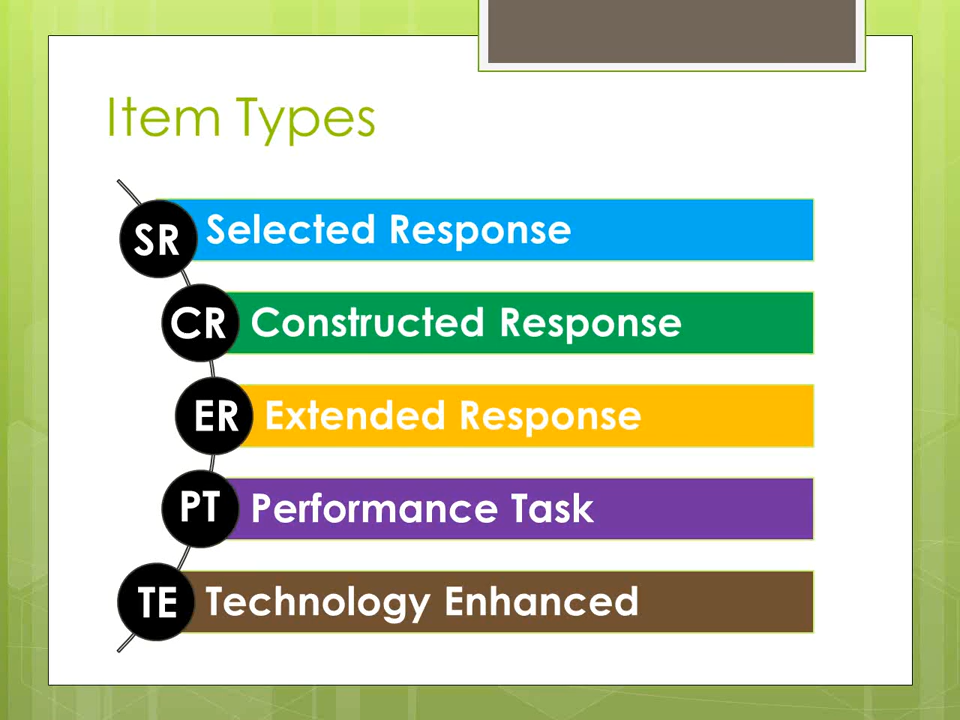 Item Types
SR Selected Response
CR Constructed Response
ER Extended Response
PT Performance Task
TE Technology Enhanced